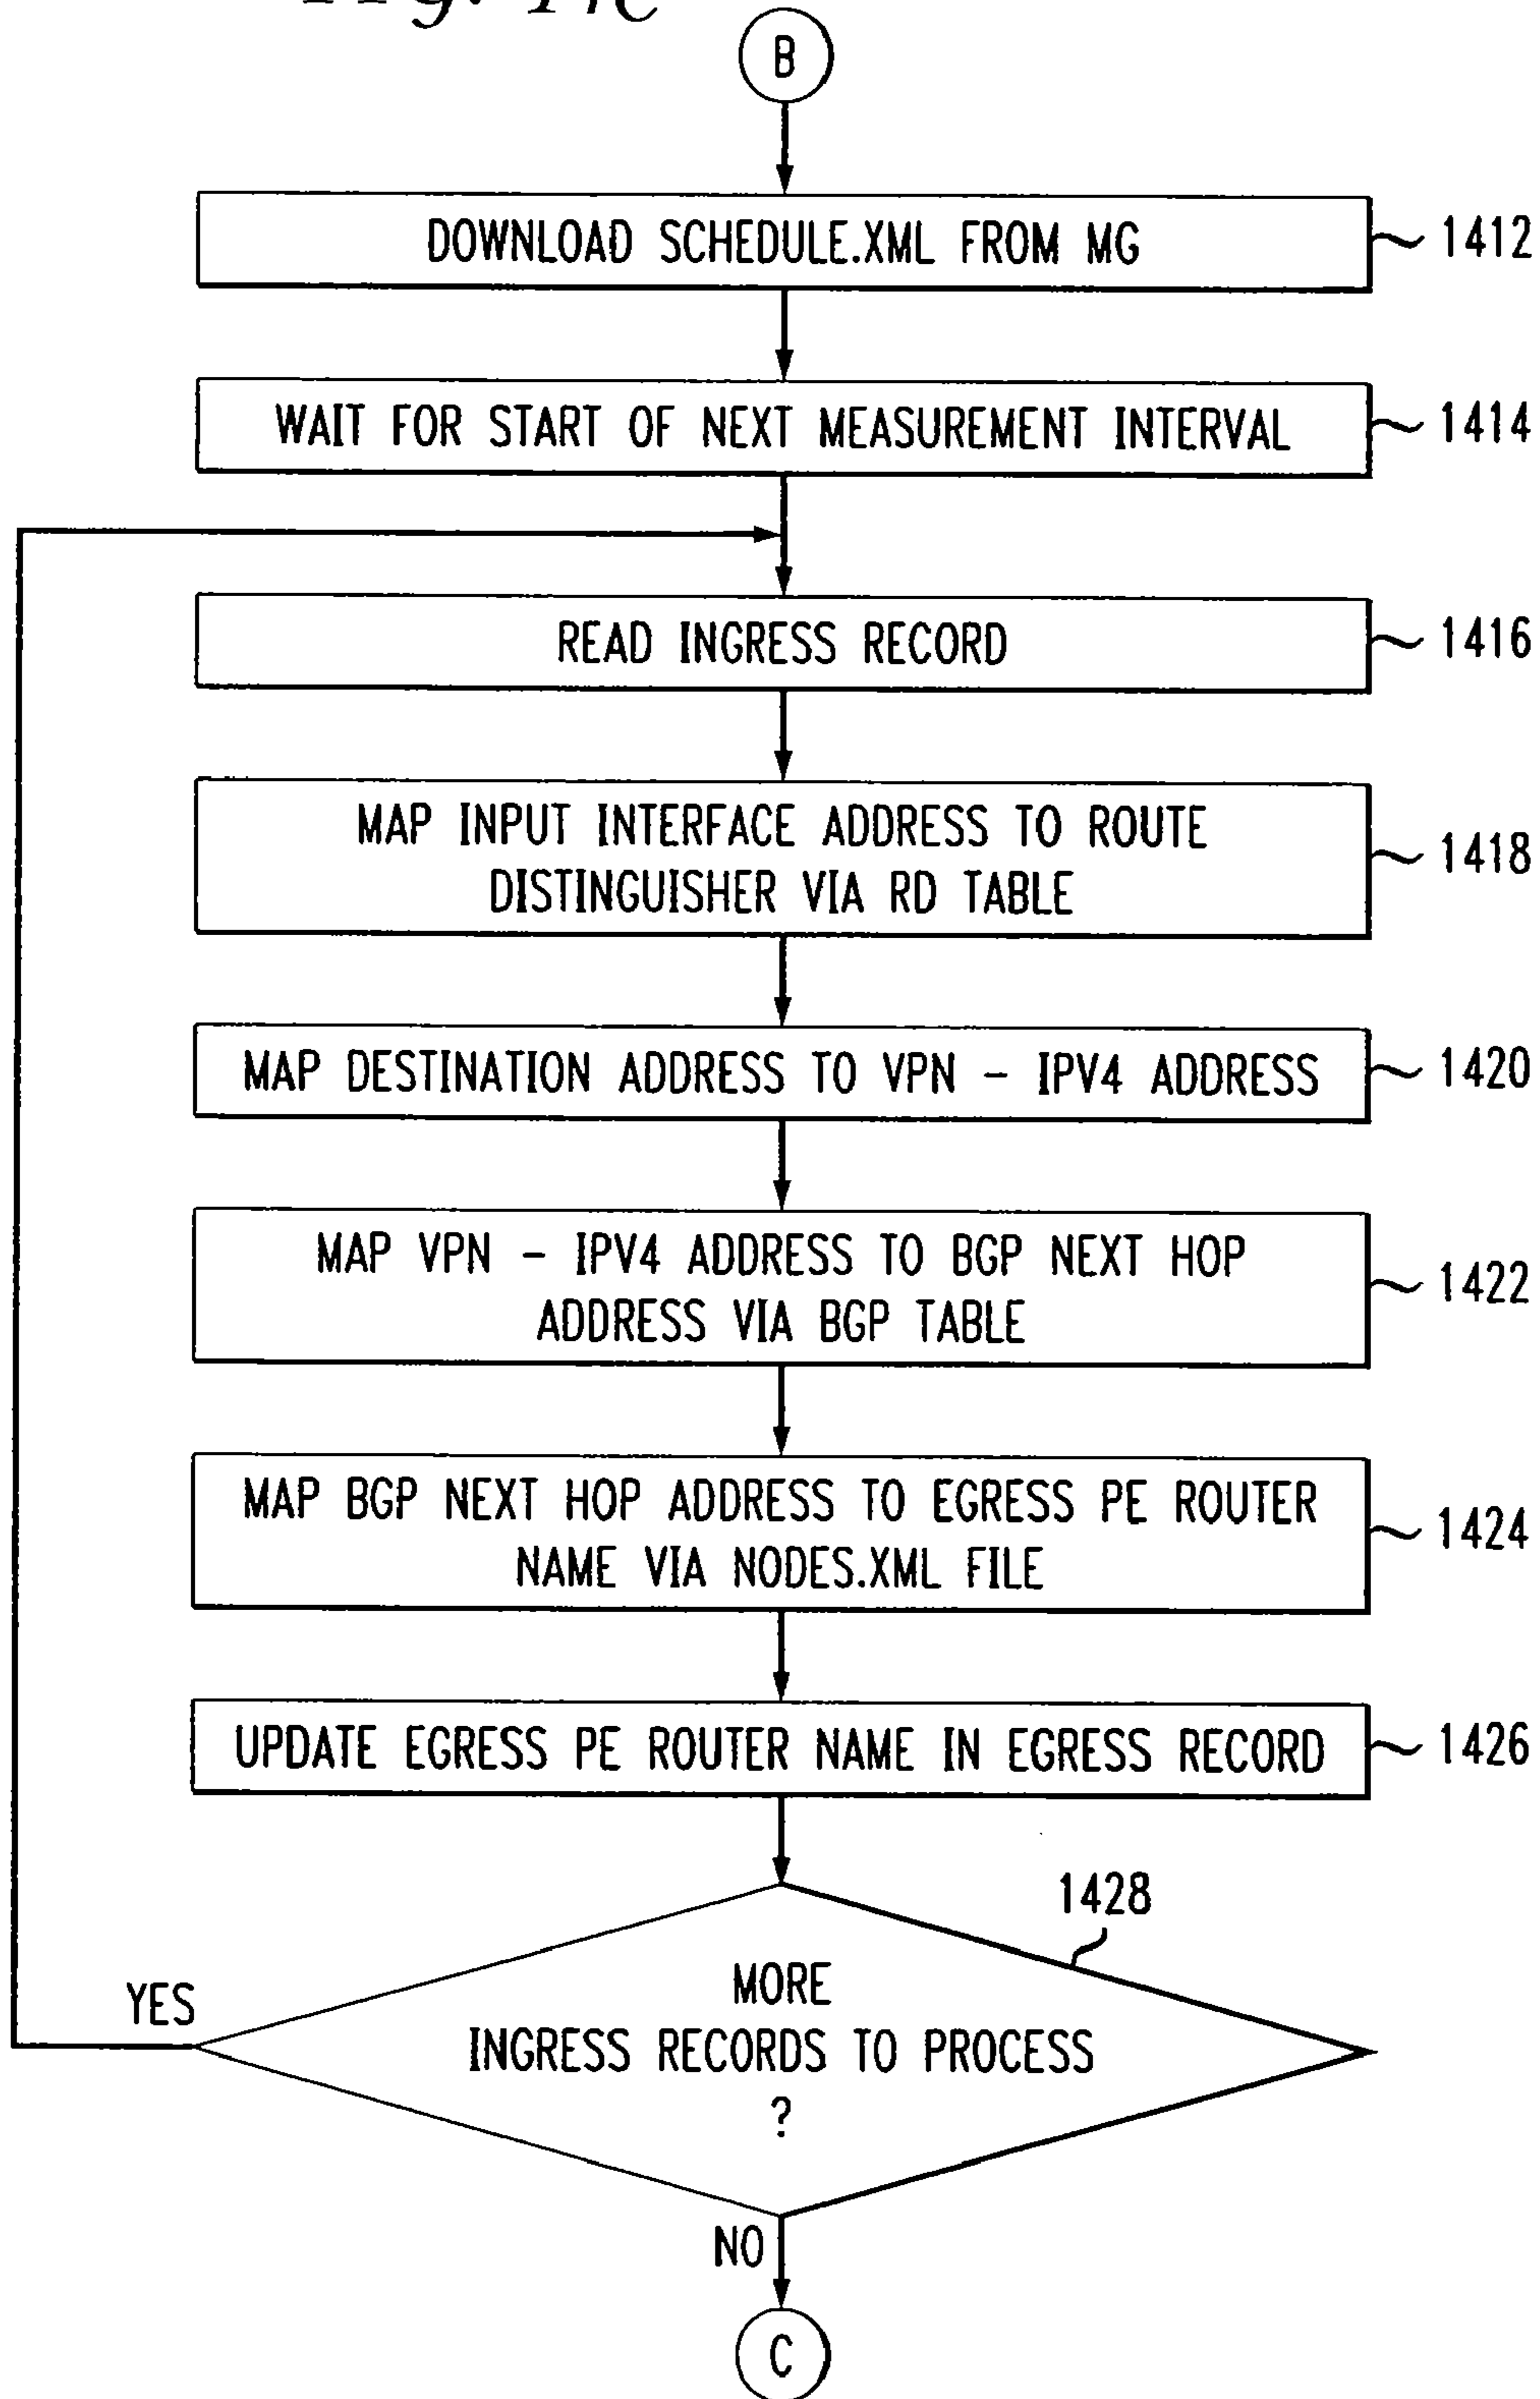 B
DOWNLOAD SCHEDULE.XML FROM MG
1412
WAIT FOR START OF NEXT MEASUREMENT INTERVAL
1414
READ INGRESS RECORD
1416
MAP INPUT INTERFACE ADDRESS TO ROUTE
DISTINGUISHER VIA RD TABLE
1418
MAP DESTINATION ADDRESS TO VPN - IPV4 ADDRESS
1420
MAP VPN - IPV4 ADDRESS TO BGP NEXT HOP
ADDRESS VIA BGP TABLE
1422
MAP BGP NEXT HOP ADDRESS TO EGRESS PE ROUTER
NAME VIA NODES.XML FILE
1424
UPDATE EGRESS PE ROUTER NAME IN EGRESS RECORD
1426
1428
MORE
INGRESS RECORDS TO PROCESS
?
YES
NO
C